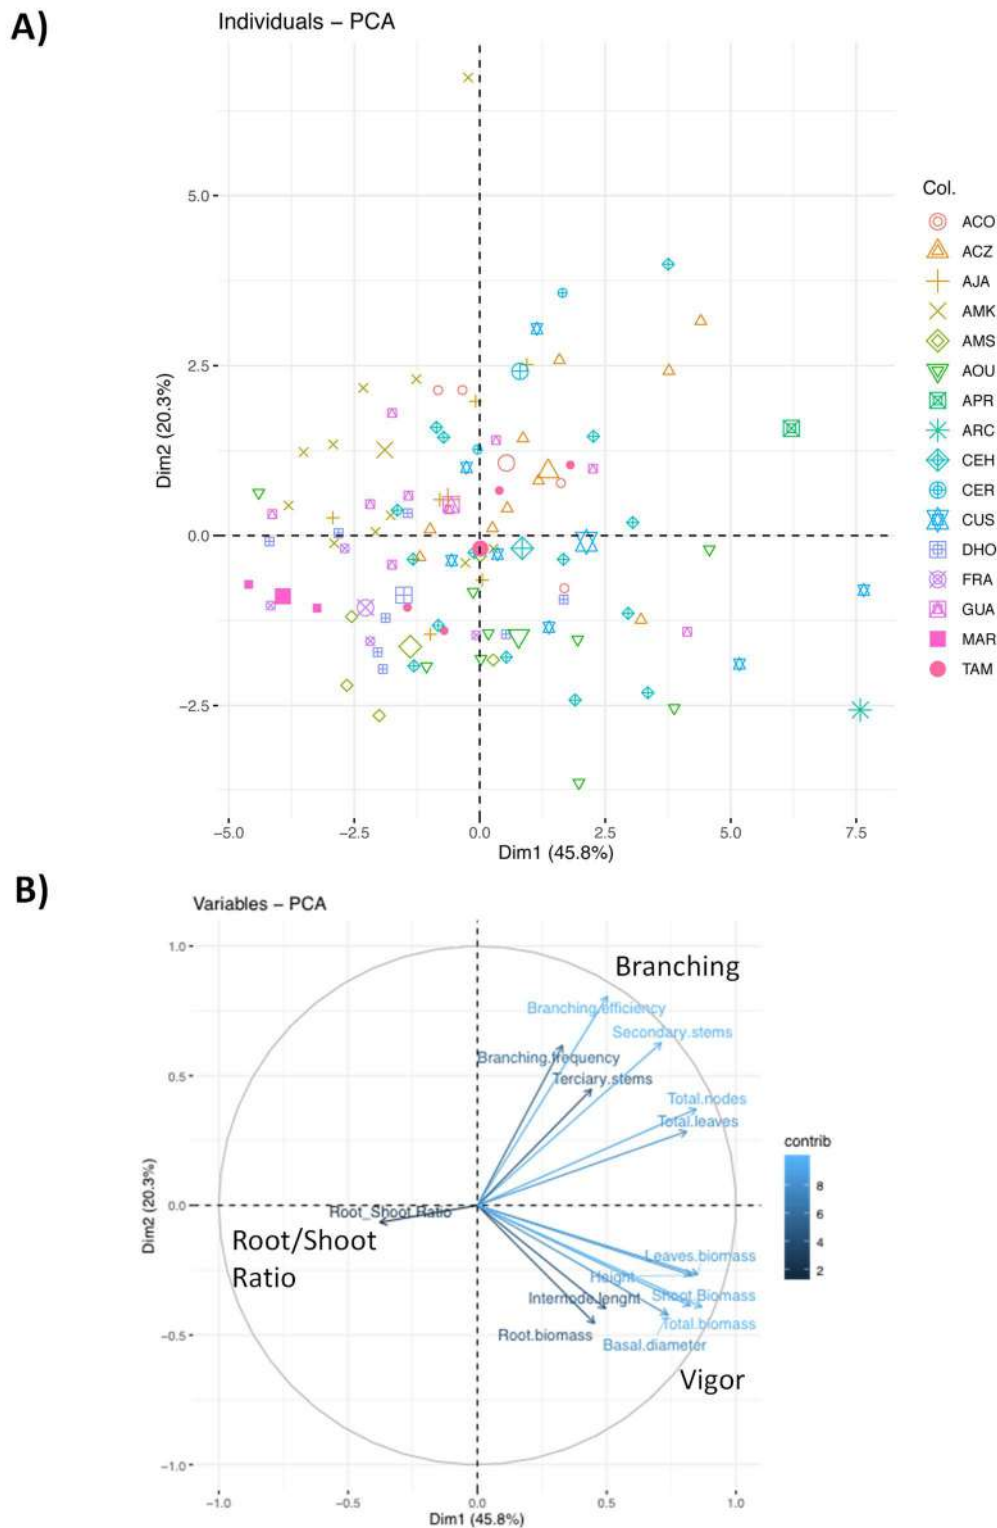 A)
Individuals – PCA
5.0
2.5
0.0
−2.5
Dim2 (20.3%)
−5.0
−2.5
0.0
2.5
5.0
7.5
Dim1 (45.8%)
Col.
ACO
ACZ
AJA
AMK
AMS
AOU
APR
ARC
CEH
CER
CUS
DHO
FRA
GUA
MAR
TAM
B)
Variables – PCA
1.0
0.5
0.0
−0.5
−1.0
Dim2 (20.3%)
Branching
Branching.efficiency
Secondary.stems
Branching.frequency
Terciary.stems
Total.nodes
Total.leaves
Root_Shoot.Ratio
Root/Shoot
Ratio
Leaves.biomass
Height
Shoot.Biomass
Internode.lenght
Total.biomass
Root.biomass
Basal.diameter
Vigor
−1.0
−0.5
0.0
0.5
1.0
Dim1 (45.8%)
contrib
8
6
4
2